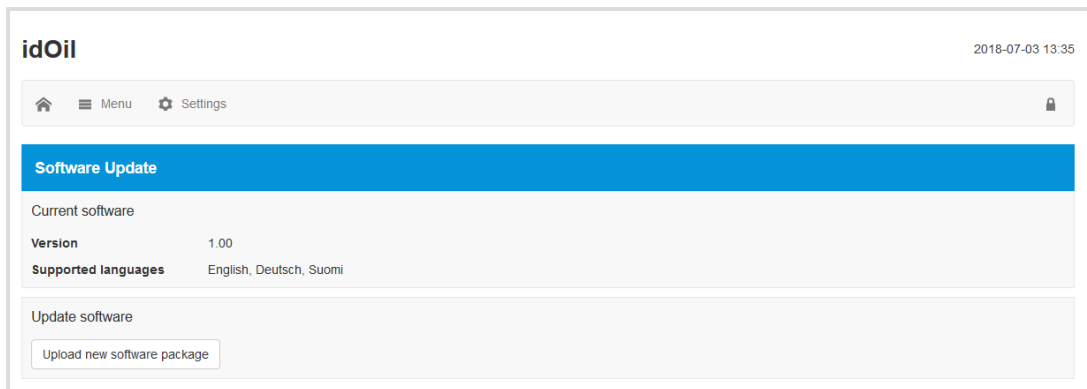 idOil
2018-07-03 13:35
Menu Settings
Software Update
Current software
Version 1.00
Supported languages English, Deutsch, Suomi
Update software
Upload new software package